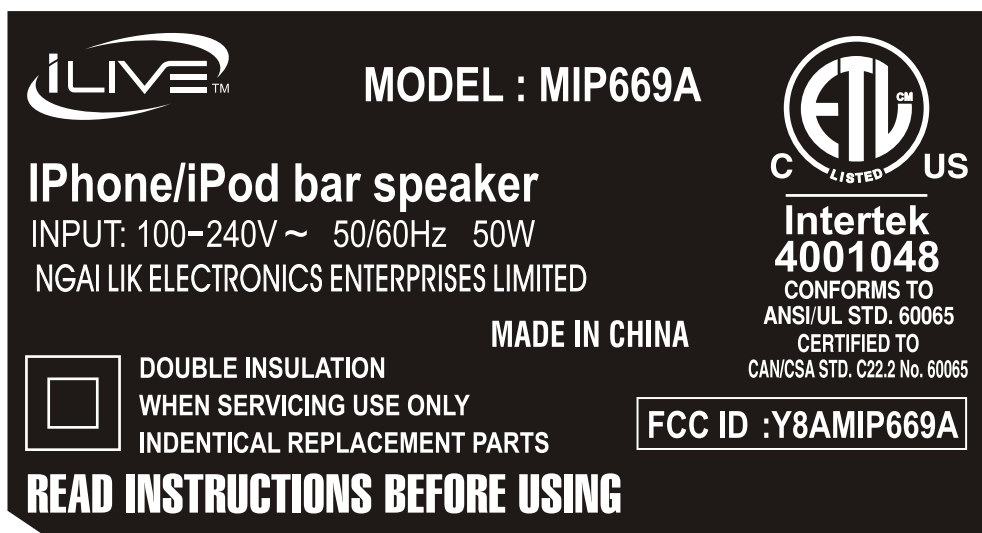 iLIVE™
MODEL : MIP669A
IPhone/iPod bar speaker
INPUT: 100-240V ~ 50/60Hz 50W
NGAI LIK ELECTRONICS ENTERPRISES LIMITED
MADE IN CHINA
DOUBLE INSULATION
WHEN SERVICING USE ONLY
INDENTICAL REPLACEMENT PARTS
READ INSTRUCTIONS BEFORE USING
ETL CM
LISTED
C US
Intertek
4001048
CONFORMS TO
ANSI/UL STD. 60065
CERTIFIED TO
CAN/CSA STD. C22.2 No. 60065
FCC ID :Y8AMIP669A